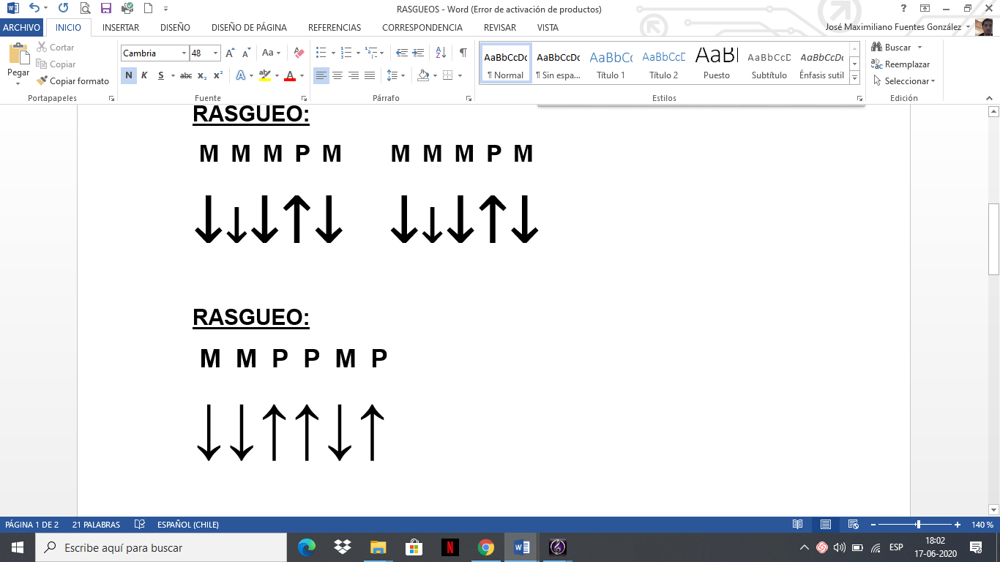 RASGUEOS - Word (Error de activación de productos)
ARCHIVO INICIO INSERTAR DISEÑO DISEÑO DE PÁGINA REFERENCIAS CORRESPONDENCIA REVISAR VISTA José Maximiliano Fuentes González
Pegar
Cortar
Copiar
Copiar formato
Portapapeles
Cambria 48
N K S abc x₂ x² A ab A
Fuente
Párrafo
AaBbCcDc AaBbCcDc AaBbCc AaBbCcD AaBl AaBbCcD AaBbCcDc
¶ Normal ¶ Sin espa... Título 1 Título 2 Puesto Subtítulo Énfasis sutil
Estilos
Buscar
Reemplazar
Seleccionar
Edición
RASGUEO:
M M M P M M M M P M
↓↓↓↑↓ ↓↓↓↑↓
RASGUEO:
M M P P M P
↓↓↑↑↓↑
PÁGINA 1 DE 2 21 PALABRAS ESPAÑOL (CHILE) 140 %
Escribe aquí para buscar
ESP
18:02
17-06-2020